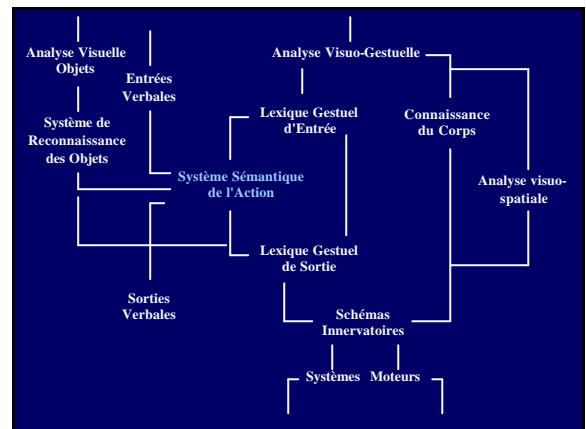 Analyse Visuelle
Objets
Entrées
Verbales
Analyse Visuo-Gestuelle
Système de
Reconnaissance
des Objets
Lexique Gestuel
d'Entrée
Connaissance
du Corps
Système Sémantique
de l'Action
Analyse visuo-
spatiale
Lexique Gestuel
de Sortie
Sorties
Verbales
Schémas
Innervatoires
Systèmes Moteurs